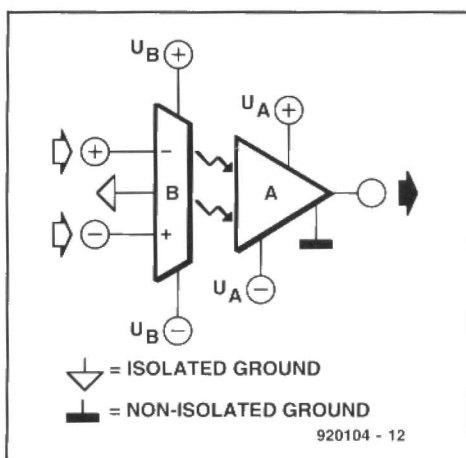 UB +
UA +
+ −
B A
− +
UA −
UB −
= ISOLATED GROUND
= NON-ISOLATED GROUND
920104 - 12